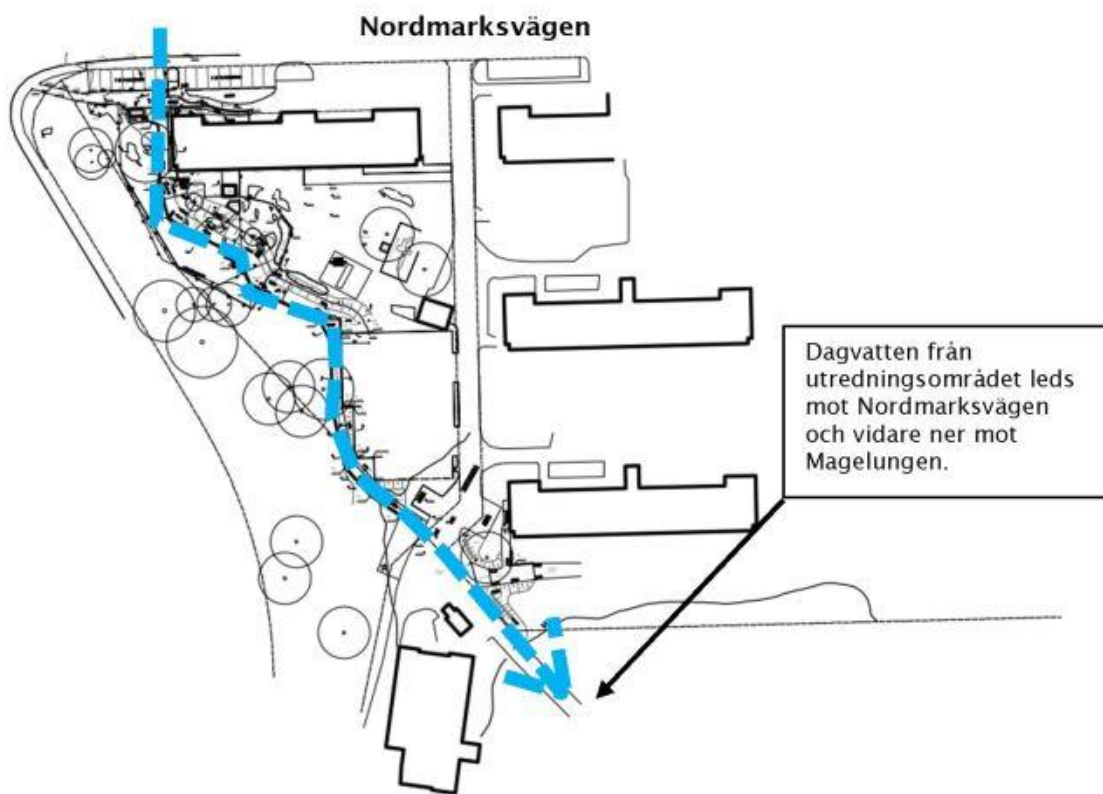 Nordmarksvägen
Dagvatten från
utredningsområdet leds
mot Nordmarksvägen
och vidare ner mot
Magelungen.